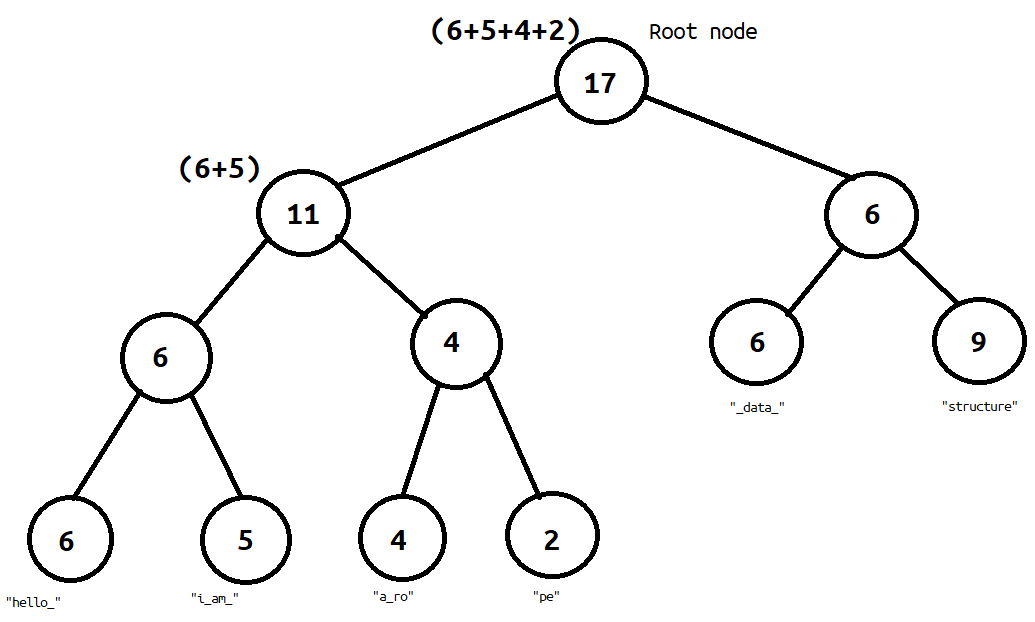 (6+5+4+2) Root node
17
(6+5)
11
6
6
4
6
9
"_data_"
"structure"
6
5
4
2
"hello_"
"i_am_"
"a_ro"
"pe"